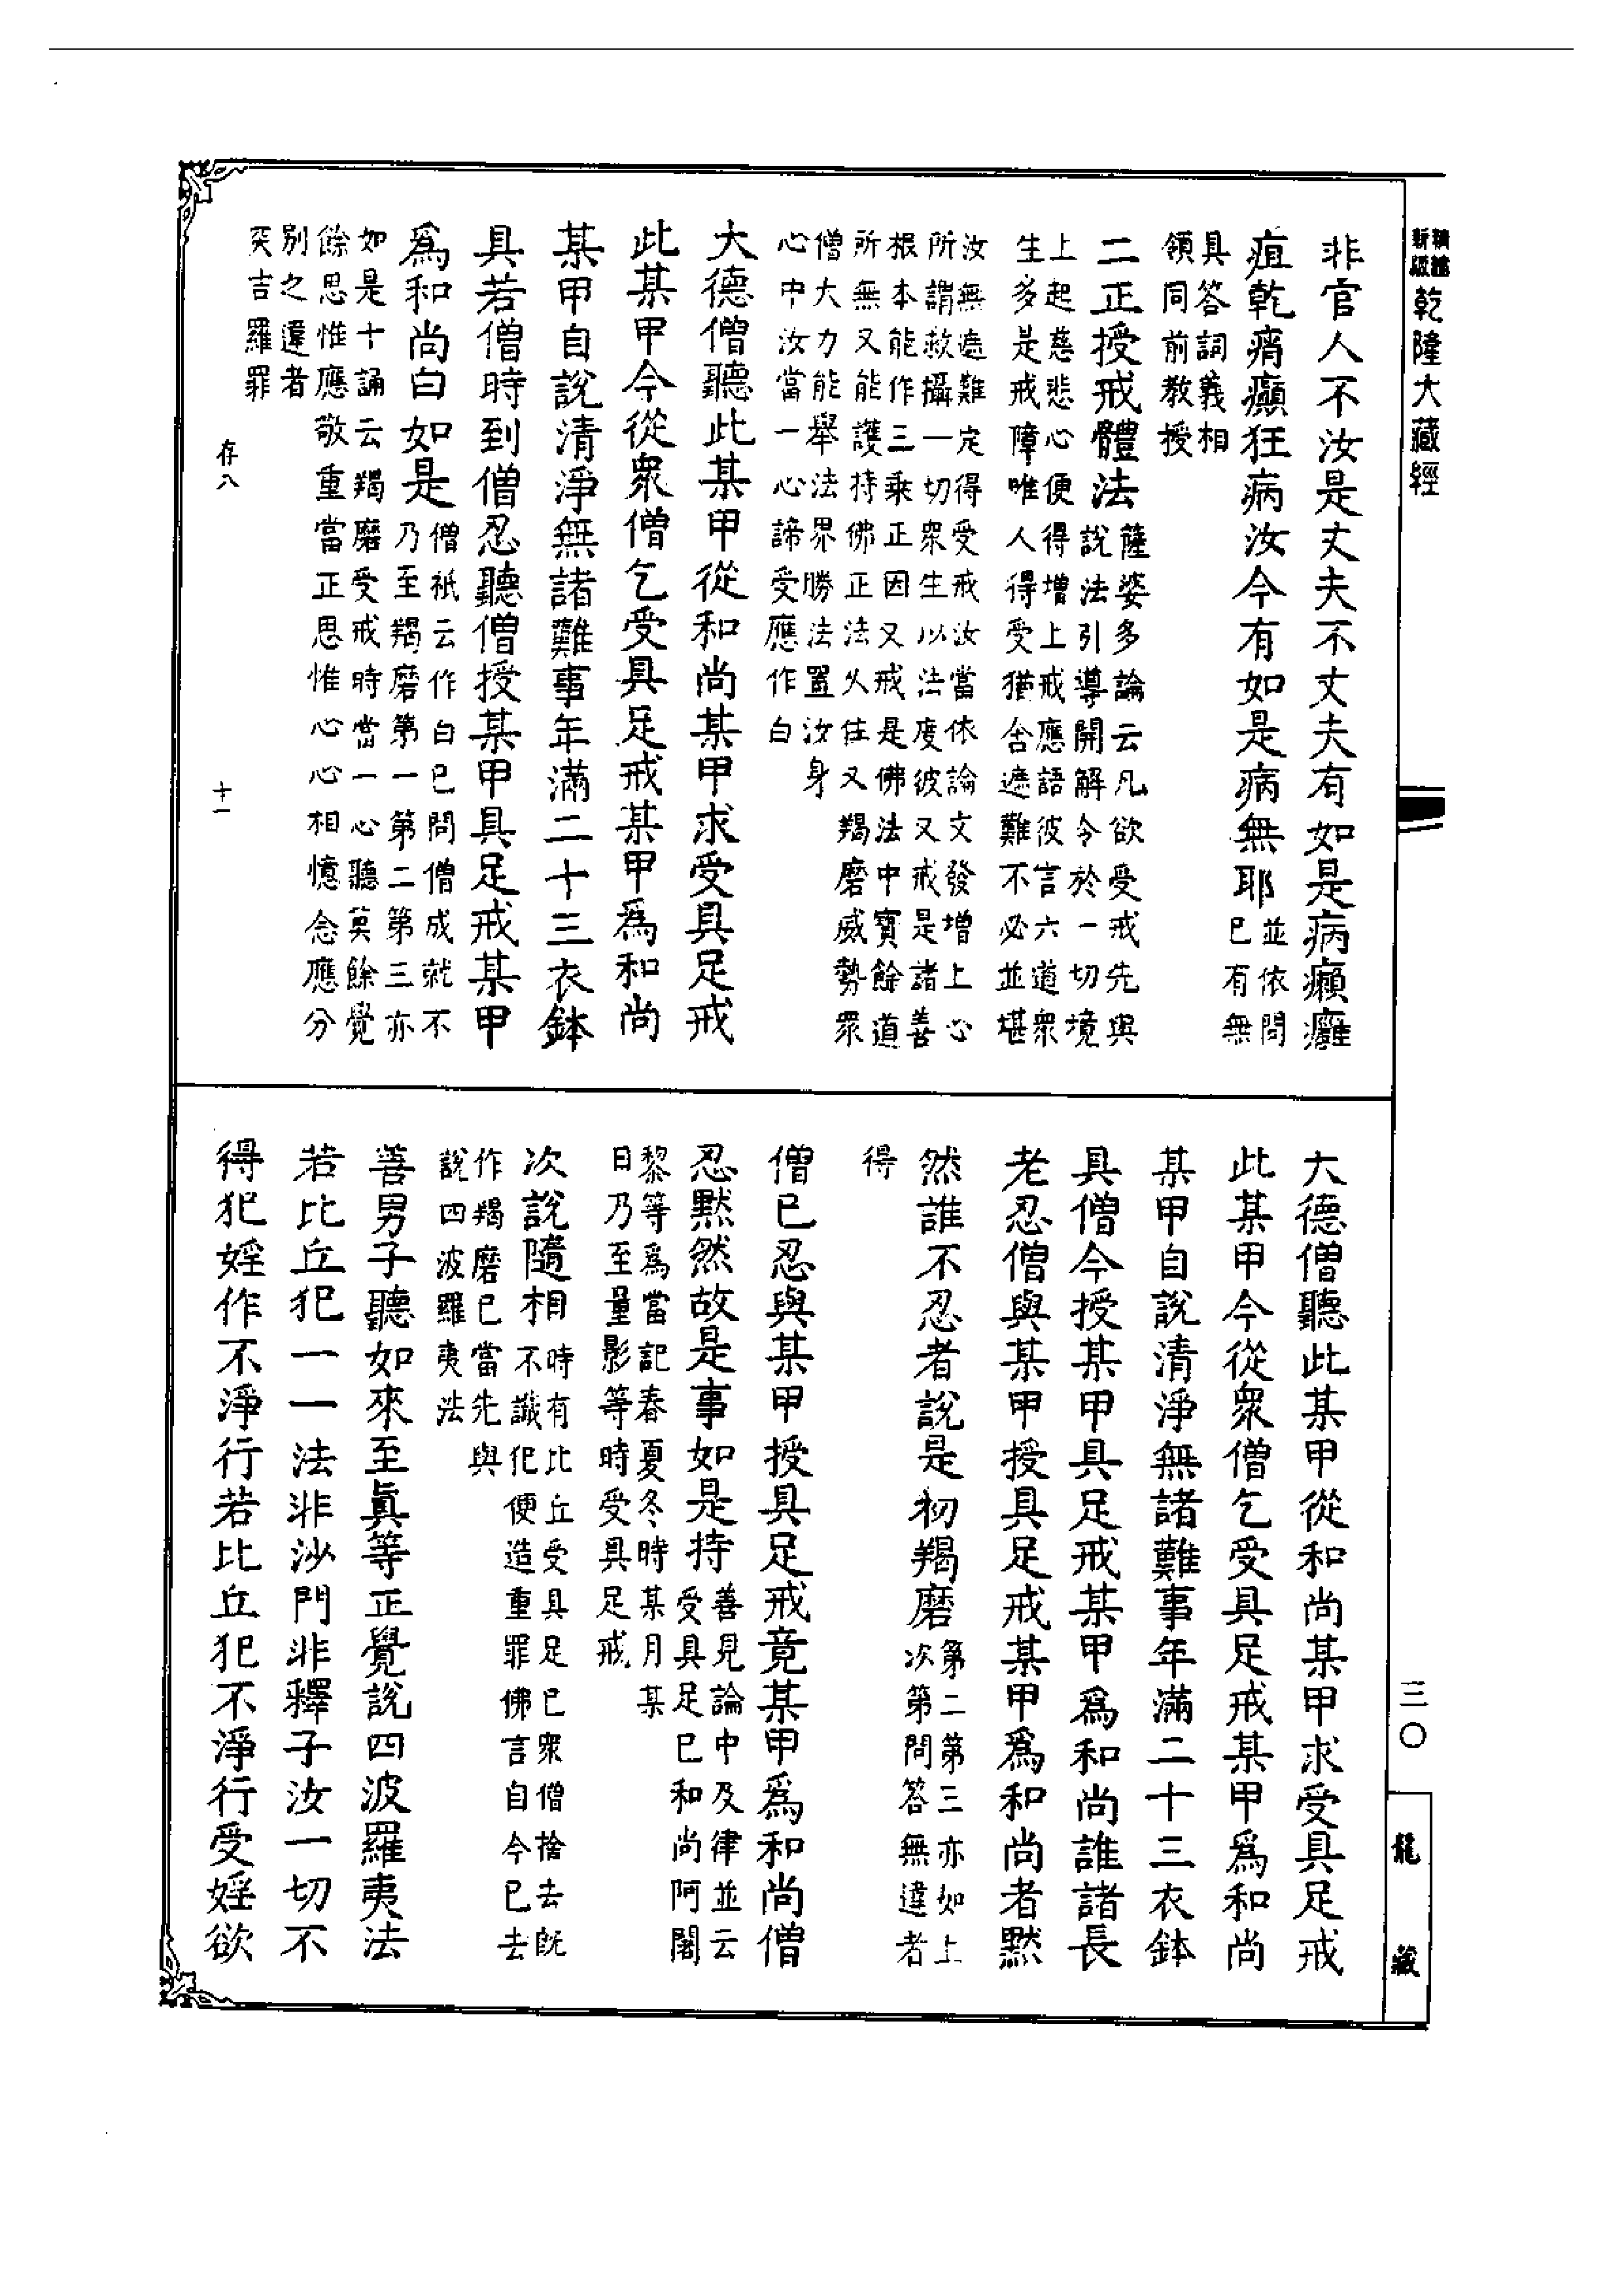 乾隆大藏經
三〇
龍藏
非官人不汝是丈夫不丈夫有如是病癩癰
疽乾痟癲狂病汝今有如是病無耶並依問
已有無
具答詞義相
領同前教授
二正授戒體法薩婆多論云凡欲受戒先與
說法引導開解令於一切境
上起慈悲心便得增上戒應語彼言六道衆
生多是戒障唯人得受猶含遮難不必並堪
汝無遮難定得受戒汝當依論文發增上心
所謂救攝一切衆生以法度彼又戒是諸善
根本能作三乘正因又戒是佛法中寶餘道
所無又能護持佛正法久住又羯磨威勢衆
僧大力能舉法界勝法置汝身
心中汝當一心諦受應作白
大德僧聽此某甲從和尚某甲求受具足戒
此某甲今從衆僧乞受具足戒某甲爲和尚
某甲自說清淨無諸難事年滿二十三衣鉢
具若僧時到僧忍聽僧授某甲具足戒某甲
爲和尚白如是僧祇云作白已問僧成就不
乃至羯磨第一第二第三亦
如是十誦云羯磨受戒時當一心聽莫餘覺
餘思惟應敬重當正思惟心心相憶念應分
別之違者
突吉羅罪
存八
十一
大德僧聽此某甲從和尚某甲求受具足戒
此某甲今從衆僧乞受具足戒某甲爲和尚
某甲自說清淨無諸難事年滿二十三衣鉢
具僧今授某甲具足戒某甲爲和尚誰諸長
老忍僧與某甲授具足戒某甲爲和尚者默
然誰不忍者說是初羯磨第二第三亦如上
次第問答無違者
得
僧已忍與某甲授具足戒竟某甲爲和尚僧
忍默然故是事如是持善見論中及律並云
受具足已和尚阿闍
黎等爲當記春夏冬時某月某
日乃至量影等時受具足戒
次說隨相時有比丘受具足已衆僧捨去旣
不識犯便造重罪佛言自今已去
作羯磨已當先與
說四波羅夷法
善男子聽如來至眞等正覺說四波羅夷法
若比丘犯一一法非沙門非釋子汝一切不
得犯婬作不淨行若比丘犯不淨行受婬欲